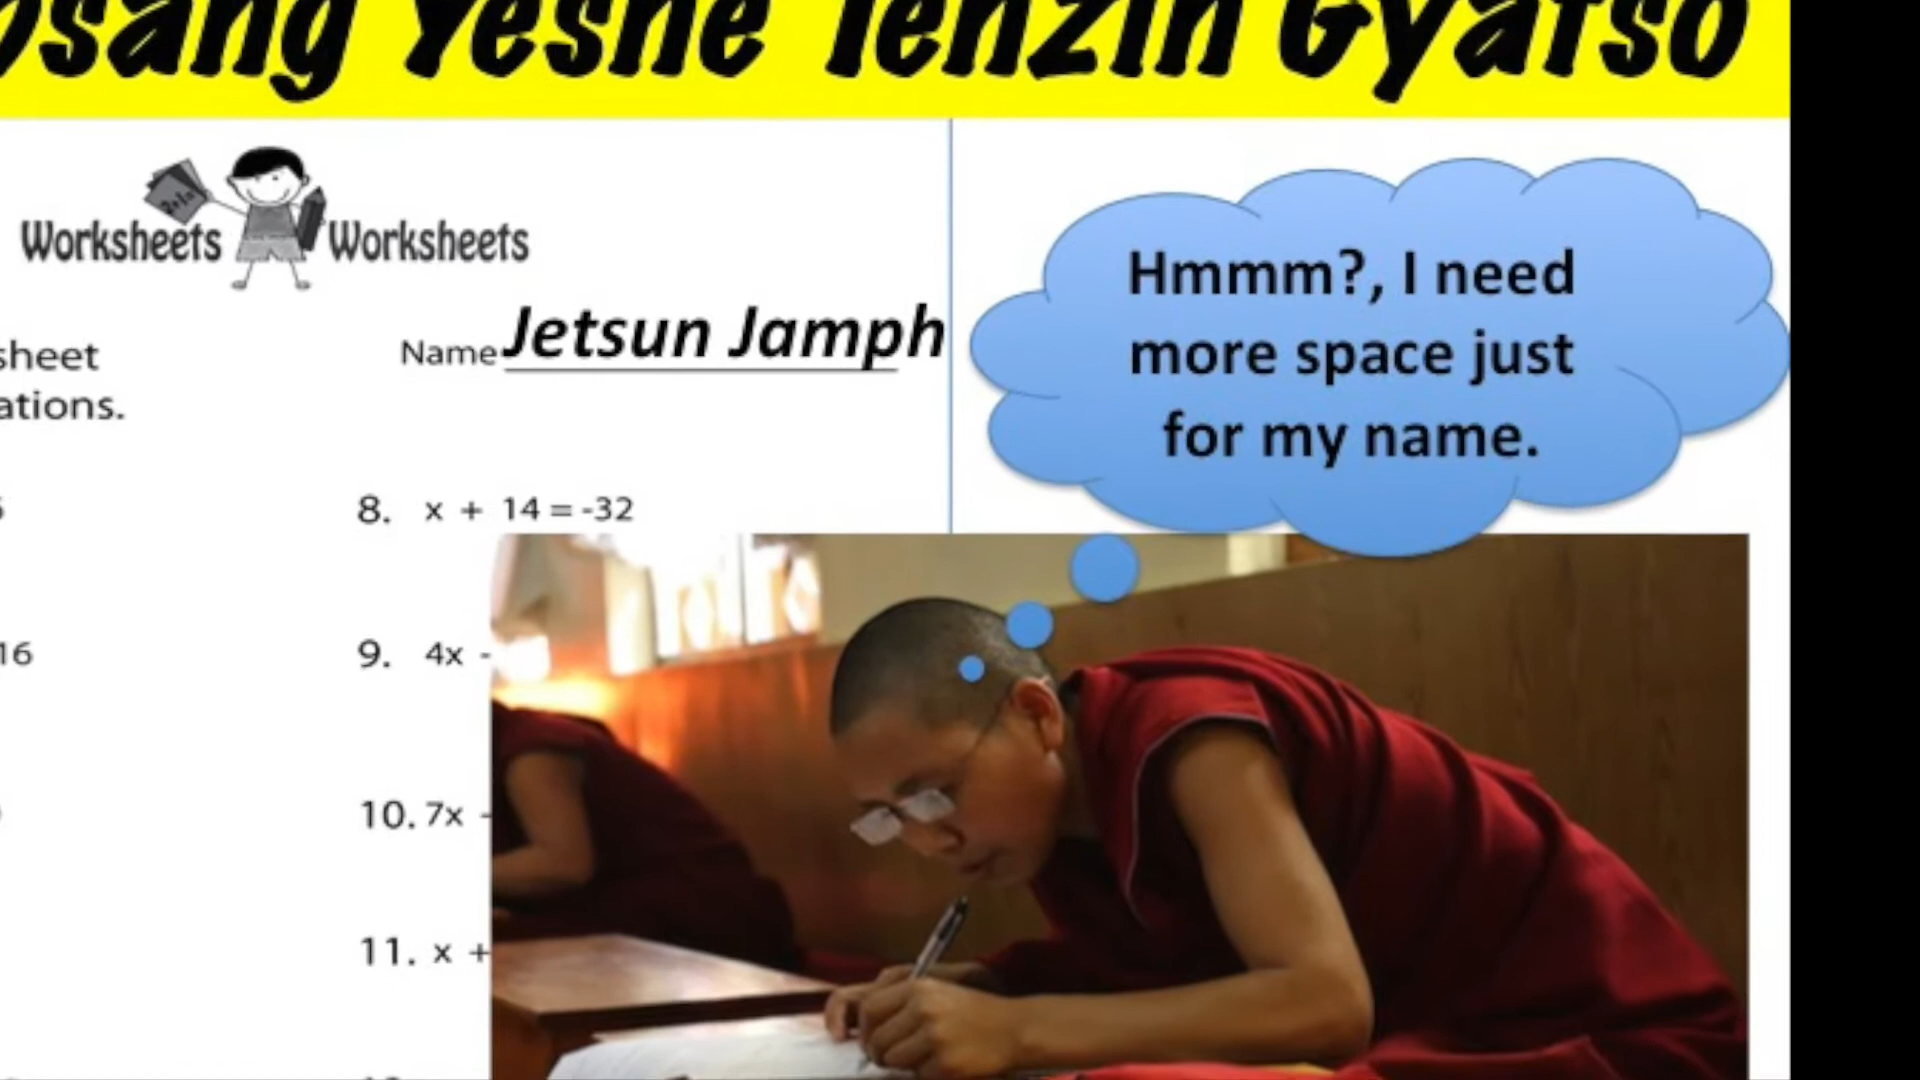 Yeshe Tenzin Gyatso
Worksheets Worksheets
Name Jetsun Jamph
sheet
ations.
Hmmm?, I need
more space just
for my name.
8. x + 14 = -32
16
9. 4x -
10. 7x -
11. x +